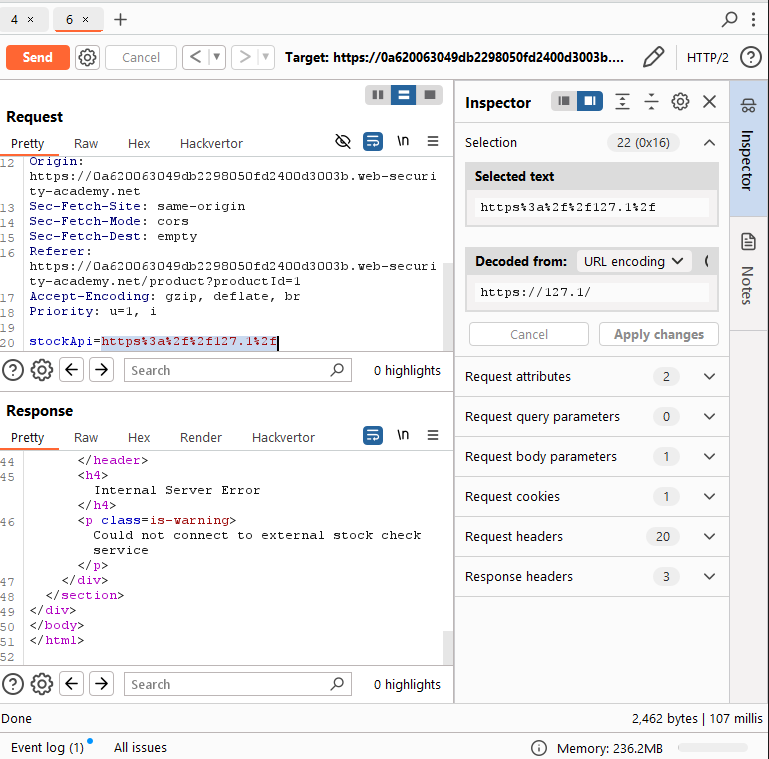 4 × 6 × +
Send Cancel < > Target: https://0a620063049db2298050fd2400d3003b.... HTTP/2 ?
Request
Pretty Raw Hex Hackvertor \n
12 Origin:
https://0a620063049db2298050fd2400d3003b.web-securi
ty-academy.net
13 Sec-Fetch-Site: same-origin
14 Sec-Fetch-Mode: cors
15 Sec-Fetch-Dest: empty
16 Referer:
https://0a620063049db2298050fd2400d3003b.web-securi
ty-academy.net/product?productId=1
17 Accept-Encoding: gzip, deflate, br
18 Priority: u=1, i
19
20 stockApi=https%3a%2f%2f127.1%2f
? Search 0 highlights
Response
Pretty Raw Hex Render Hackvertor \n
44 </header>
45 <h4>
Internal Server Error
</h4>
46 <p class=is-warning>
Could not connect to external stock check
service
</p>
47 </div>
48 </section>
49 </div>
50 </body>
51 </html>
52
? Search 0 highlights
Inspector
Selection 22 (0x16)
Selected text
https%3a%2f%2f127.1%2f
Decoded from: URL encoding
https://127.1/
Cancel Apply changes
Request attributes 2
Request query parameters 0
Request body parameters 1
Request cookies 1
Request headers 20
Response headers 3
Inspector
Notes
Done 2,462 bytes | 107 millis
Event log (1) All issues Memory: 236.2MB